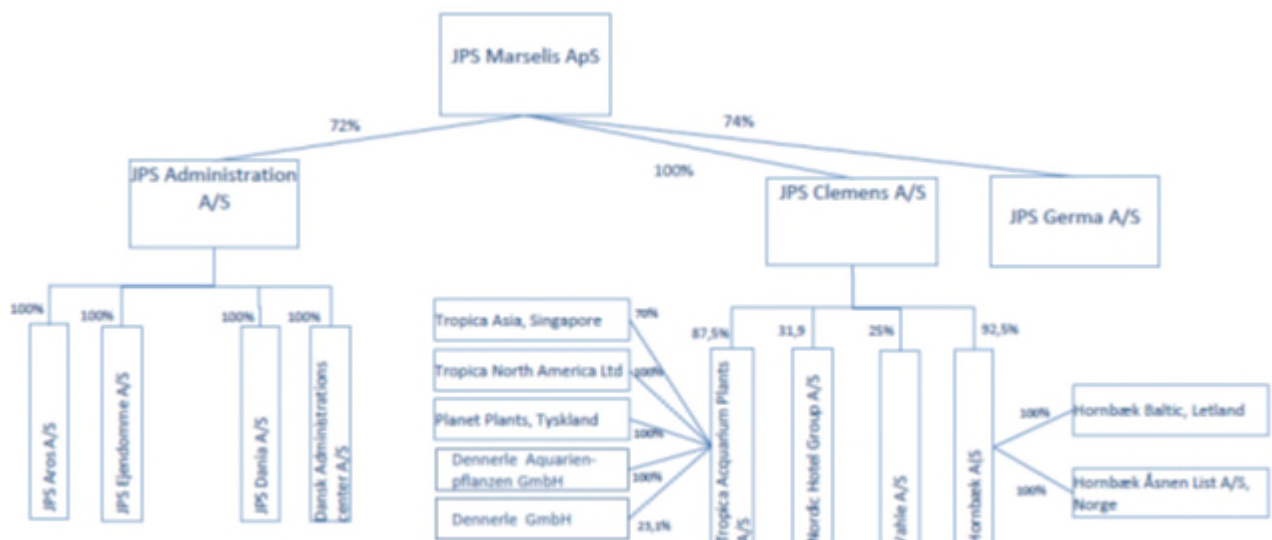 JPS Marselis ApS
72%
74%
100%
JPS Administration
A/S
JPS Clemens A/S
JPS Germa A/S
100%
100%
100%
100%
JPS Aros A/S
JPS Ejendomme A/S
JPS Dania A/S
Dansk Administrations
center A/S
Tropica Asia, Singapore
70%
Tropica North America Ltd
100%
Planet Plants, Tyskland
100%
Dennerle Aquarien-
pflanzen GmbH
100%
Dennerle GmbH
23,1%
87,5%
31,9
25%
92,5%
Tropica Acquarium Plants
A/S
Nordic Hotel Group A/S
A/S
Hornbæk A/S
100%
Hornbæk Baltic, Letland
100%
Hornbæk Åsnen List A/S,
Norge